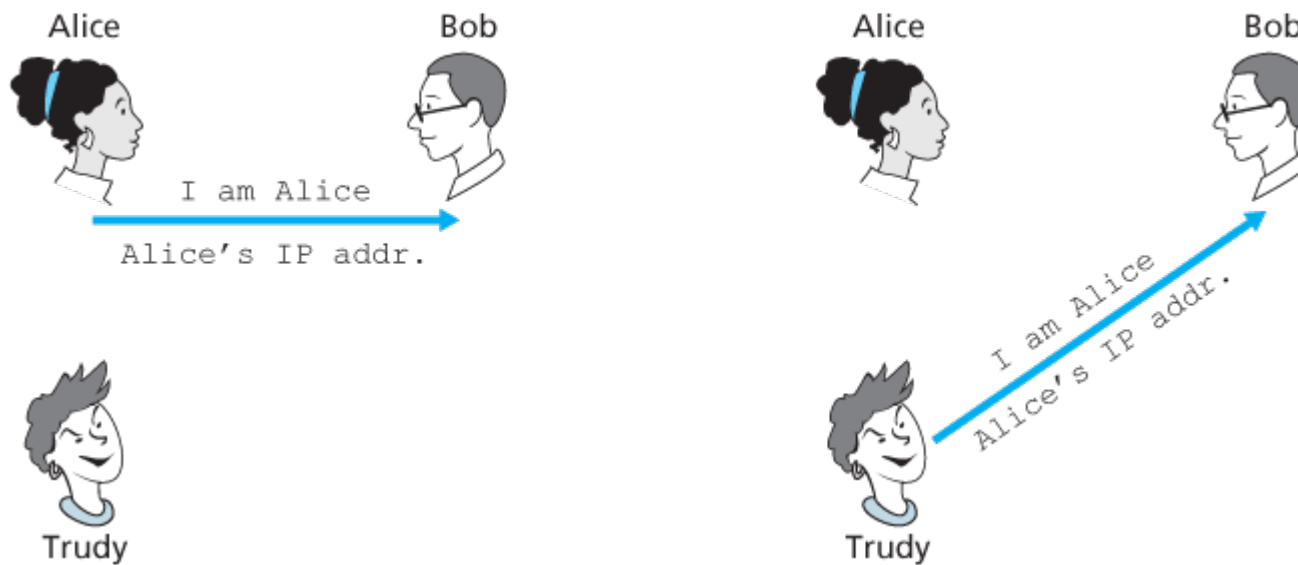 Alice
Bob
I am Alice
Alice’s IP addr.
Trudy
Alice
Bob
I am Alice
Alice’s IP addr.
Trudy